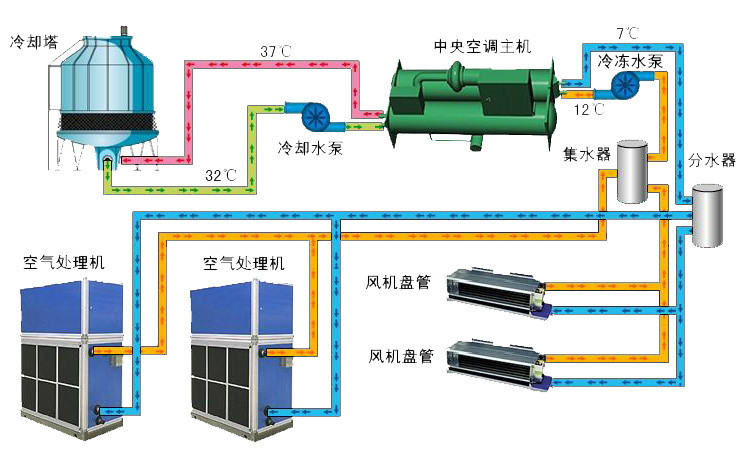 7℃
冷却塔
37℃
中央空调主机
冷冻水泵
12℃
冷却水泵
集水器
分水器
32℃
空气处理机
空气处理机
风机盘管
风机盘管